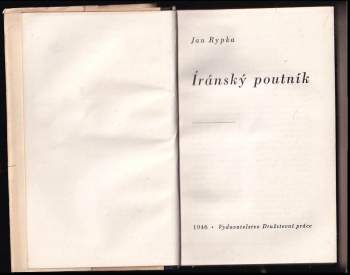 Jan Rypka
Íránský poutník
1946 • Vydavatelstvo Družstevní práce